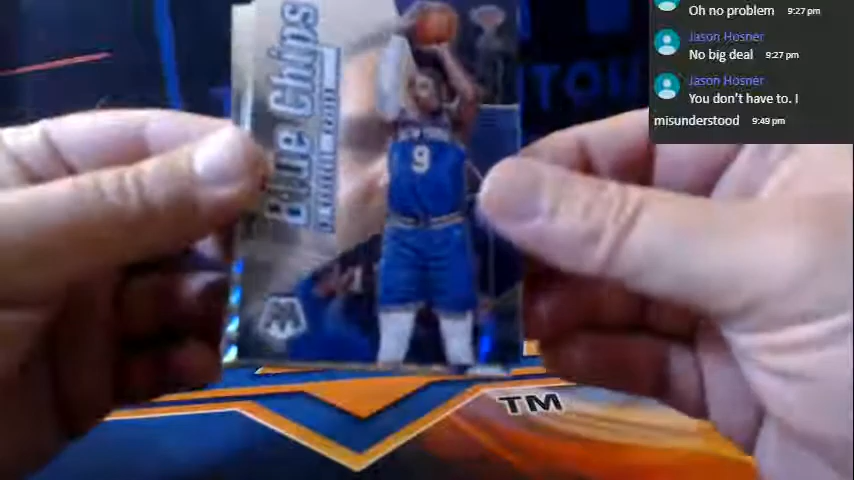 Oh no problem 9:27 pm
Jason Hosner
No big deal 9:27 pm
Jason Hosner
You don't have to. I
misunderstood 9:49 pm
Blue Chips
9
TM